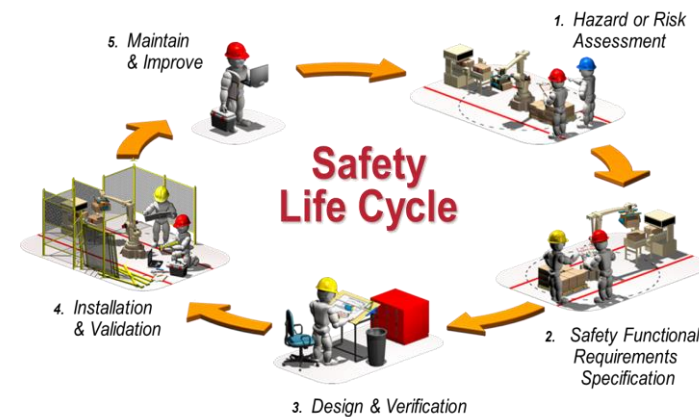 1. Hazard or Risk
Assessment
5. Maintain
& Improve
Safety
Life Cycle
4. Installation
& Validation
2. Safety Functional
Requirements
Specification
3. Design & Verification